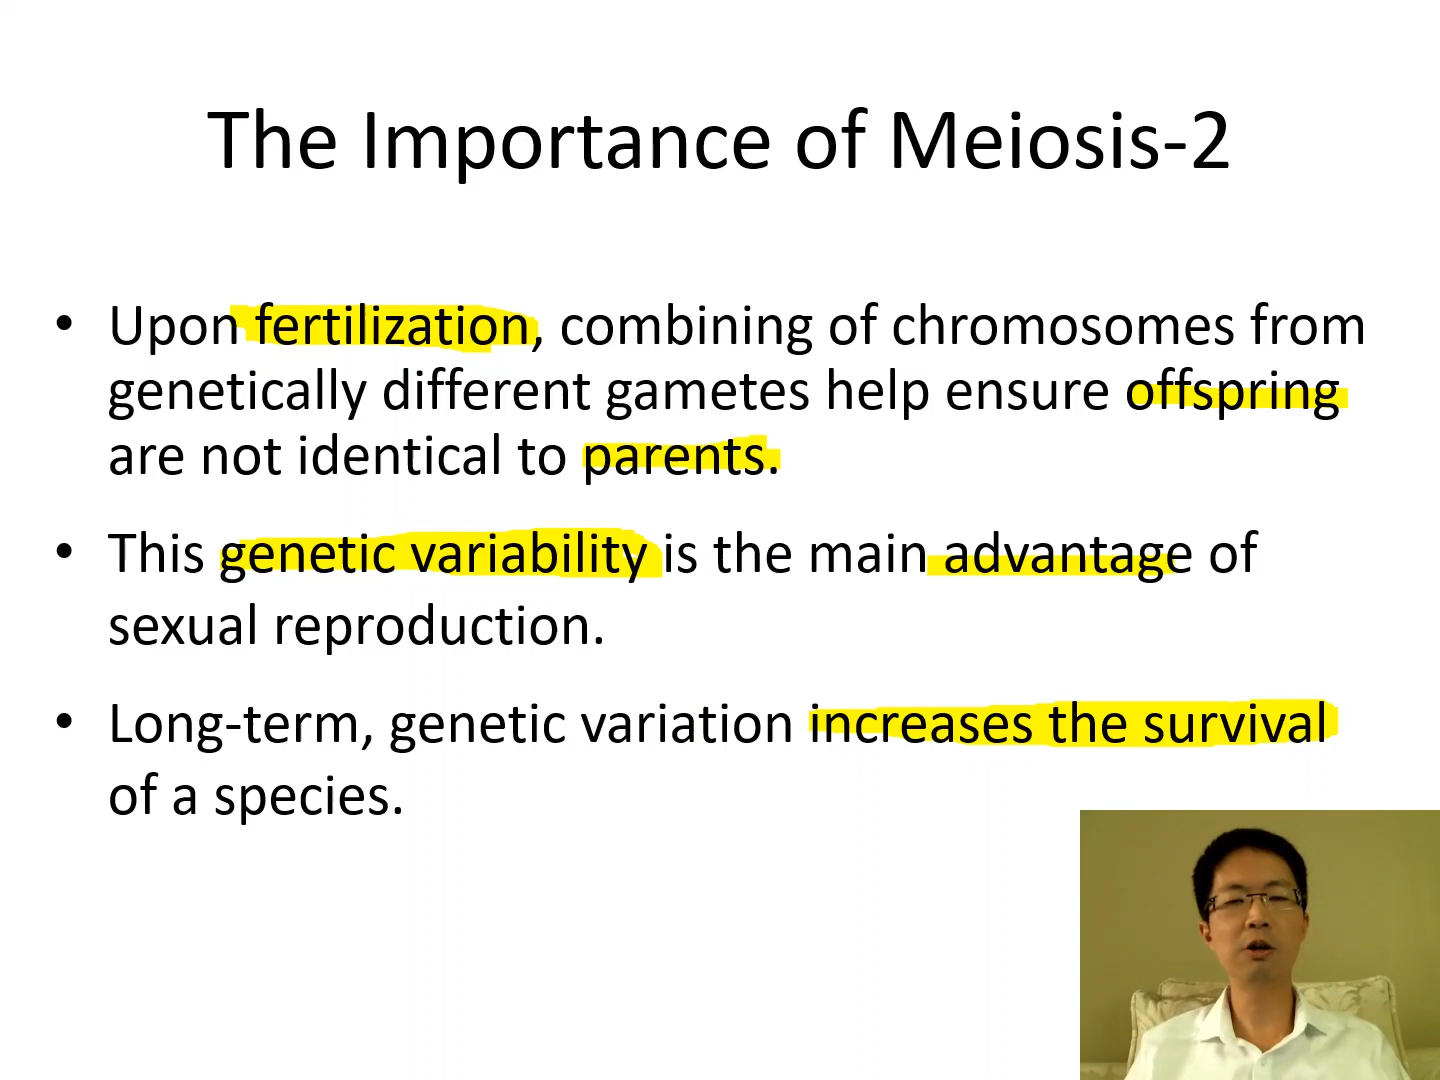 The Importance of Meiosis-2
• Upon fertilization, combining of chromosomes from
genetically different gametes help ensure offspring
are not identical to parents.
• This genetic variability is the main advantage of
sexual reproduction.
• Long-term, genetic variation increases the survival
of a species.